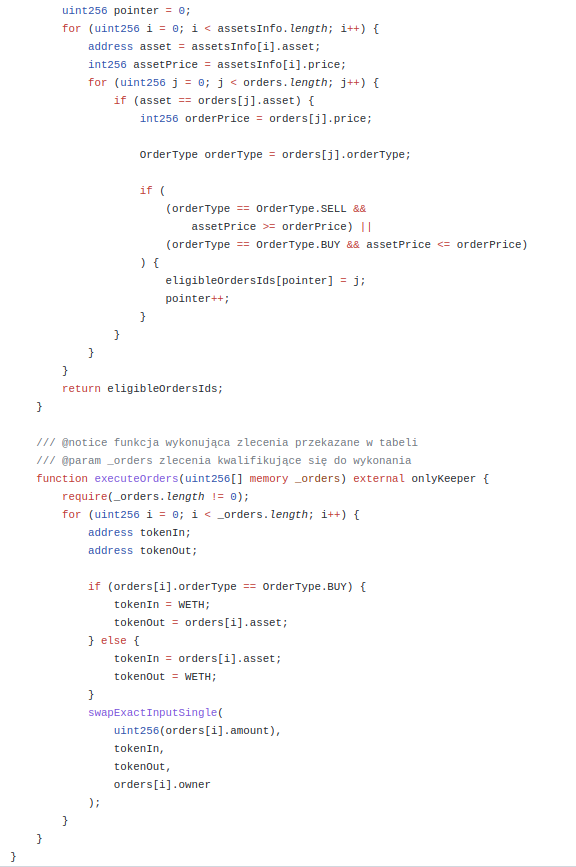 uint256 pointer = 0;
for (uint256 i = 0; i < assetsInfo.length; i++) {
address asset = assetsInfo[i].asset;
int256 assetPrice = assetsInfo[i].price;
for (uint256 j = 0; j < orders.length; j++) {
if (asset == orders[j].asset) {
int256 orderPrice = orders[j].price;
OrderType orderType = orders[j].orderType;
if (
(orderType == OrderType.SELL &&
assetPrice >= orderPrice) ||
(orderType == OrderType.BUY && assetPrice <= orderPrice)
) {
eligibleOrdersIds[pointer] = j;
pointer++;
}
}
}
}
return eligibleOrdersIds;
}
/// @notice funkcja wykonująca zlecenia przekazane w tabeli
/// @param _orders zlecenia kwalifikujące się do wykonania
function executeOrders(uint256[] memory _orders) external onlyKeeper {
require(_orders.length != 0);
for (uint256 i = 0; i < _orders.length; i++) {
address tokenIn;
address tokenOut;
if (orders[i].orderType == OrderType.BUY) {
tokenIn = WETH;
tokenOut = orders[i].asset;
} else {
tokenIn = orders[i].asset;
tokenOut = WETH;
}
swapExactInputSingle(
uint256(orders[i].amount),
tokenIn,
tokenOut,
orders[i].owner
);
}
}
}